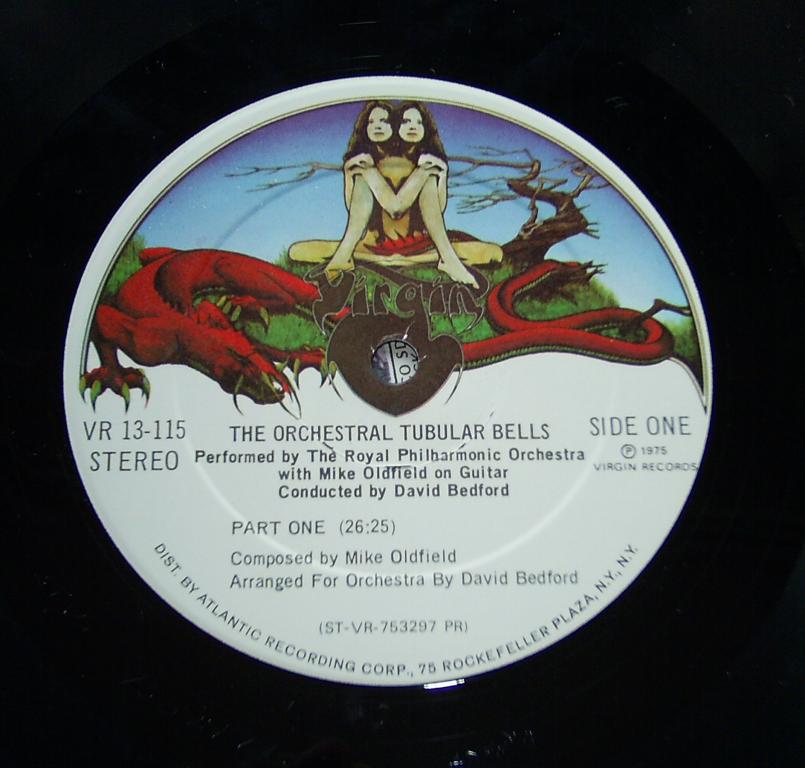 Virgin
VR 13-115
STEREO
THE ORCHESTRAL TUBULAR BELLS
Performed by The Royal Philharmonic Orchestra
with Mike Oldfield on Guitar
Conducted by David Bedford
SIDE ONE
Ⓟ 1975
VIRGIN RECORDS
PART ONE (26:25)
Composed by Mike Oldfield
Arranged For Orchestra By David Bedford
(ST-VR-753297 PR)
DIST. BY ATLANTIC RECORDING CORP., 75 ROCKEFELLER PLAZA, N.Y., N.Y.